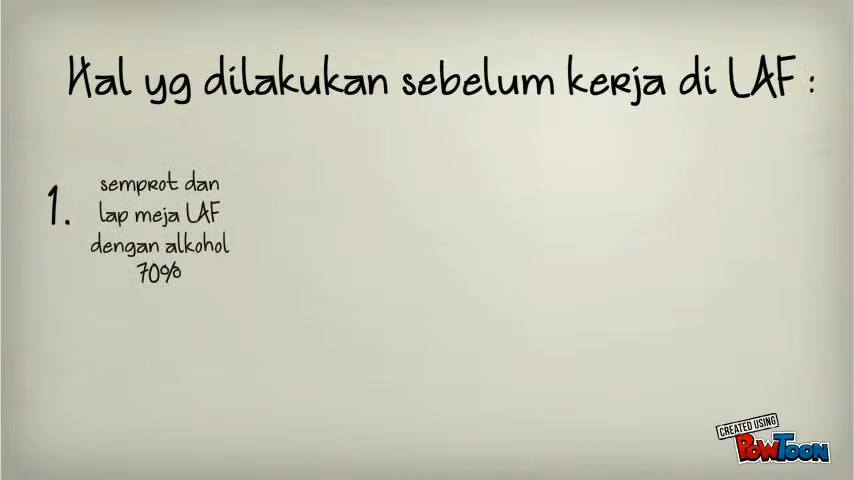 Hal yg dilakukan sebelum kerja di LAF :
1. semprot dan
lap meja LAF
dengan alkohol
70%
CREATED USING
POWTOON